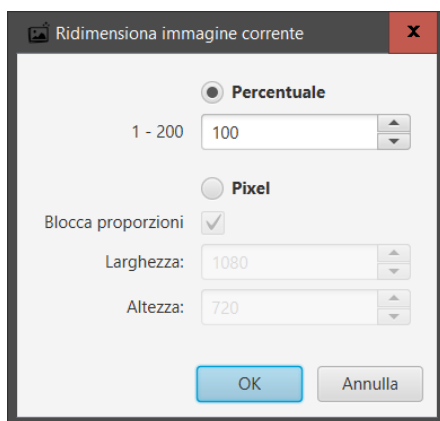 Ridimensiona immagine corrente x
Percentuale
1 - 200 100
Pixel
Blocca proporzioni
Larghezza: 1080
Altezza: 720
OK Annulla